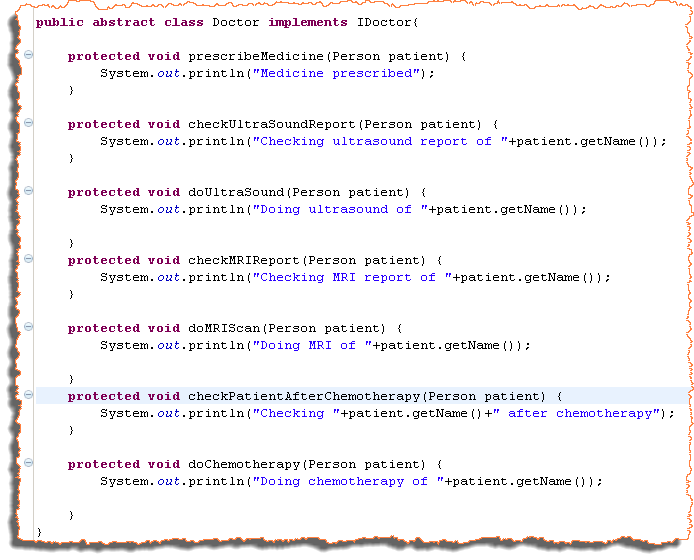 public abstract class Doctor implements IDoctor{
protected void prescribeMedicine(Person patient) {
System.out.println("Medicine prescribed");
}
protected void checkUltraSoundReport(Person patient) {
System.out.println("Checking ultrasound report of "+patient.getName());
}
protected void doUltraSound(Person patient) {
System.out.println("Doing ultrasound of "+patient.getName());
}
protected void checkMRIReport(Person patient) {
System.out.println("Checking MRI report of "+patient.getName());
}
protected void doMRIScan(Person patient) {
System.out.println("Doing MRI of "+patient.getName());
}
protected void checkPatientAfterChemotherapy(Person patient) {
System.out.println("Checking "+patient.getName()+" after chemotherapy");
}
protected void doChemotherapy(Person patient) {
System.out.println("Doing chemotherapy of "+patient.getName());
}
}